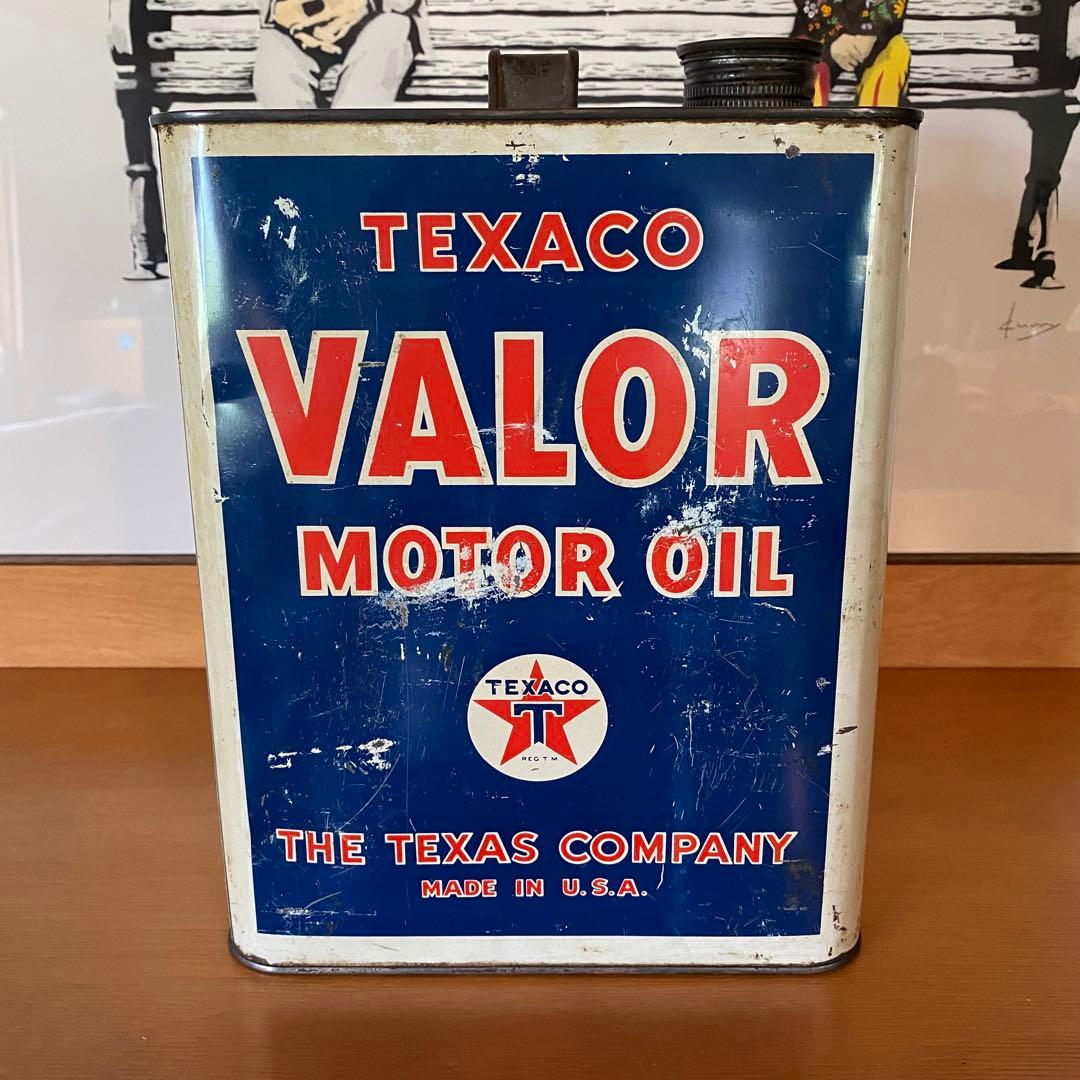 TEXACO
VALOR
MOTOR OIL
TEXACO
T
REG T M
THE TEXAS COMPANY
MADE IN U.S.A.